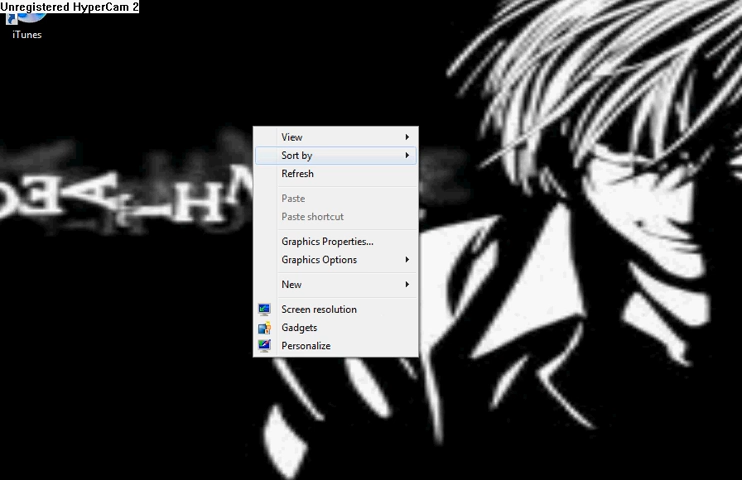 Unregistered HyperCam 2
iTunes
View
Sort by
Refresh
Paste
Paste shortcut
Graphics Properties...
Graphics Options
New
Screen resolution
Gadgets
Personalize